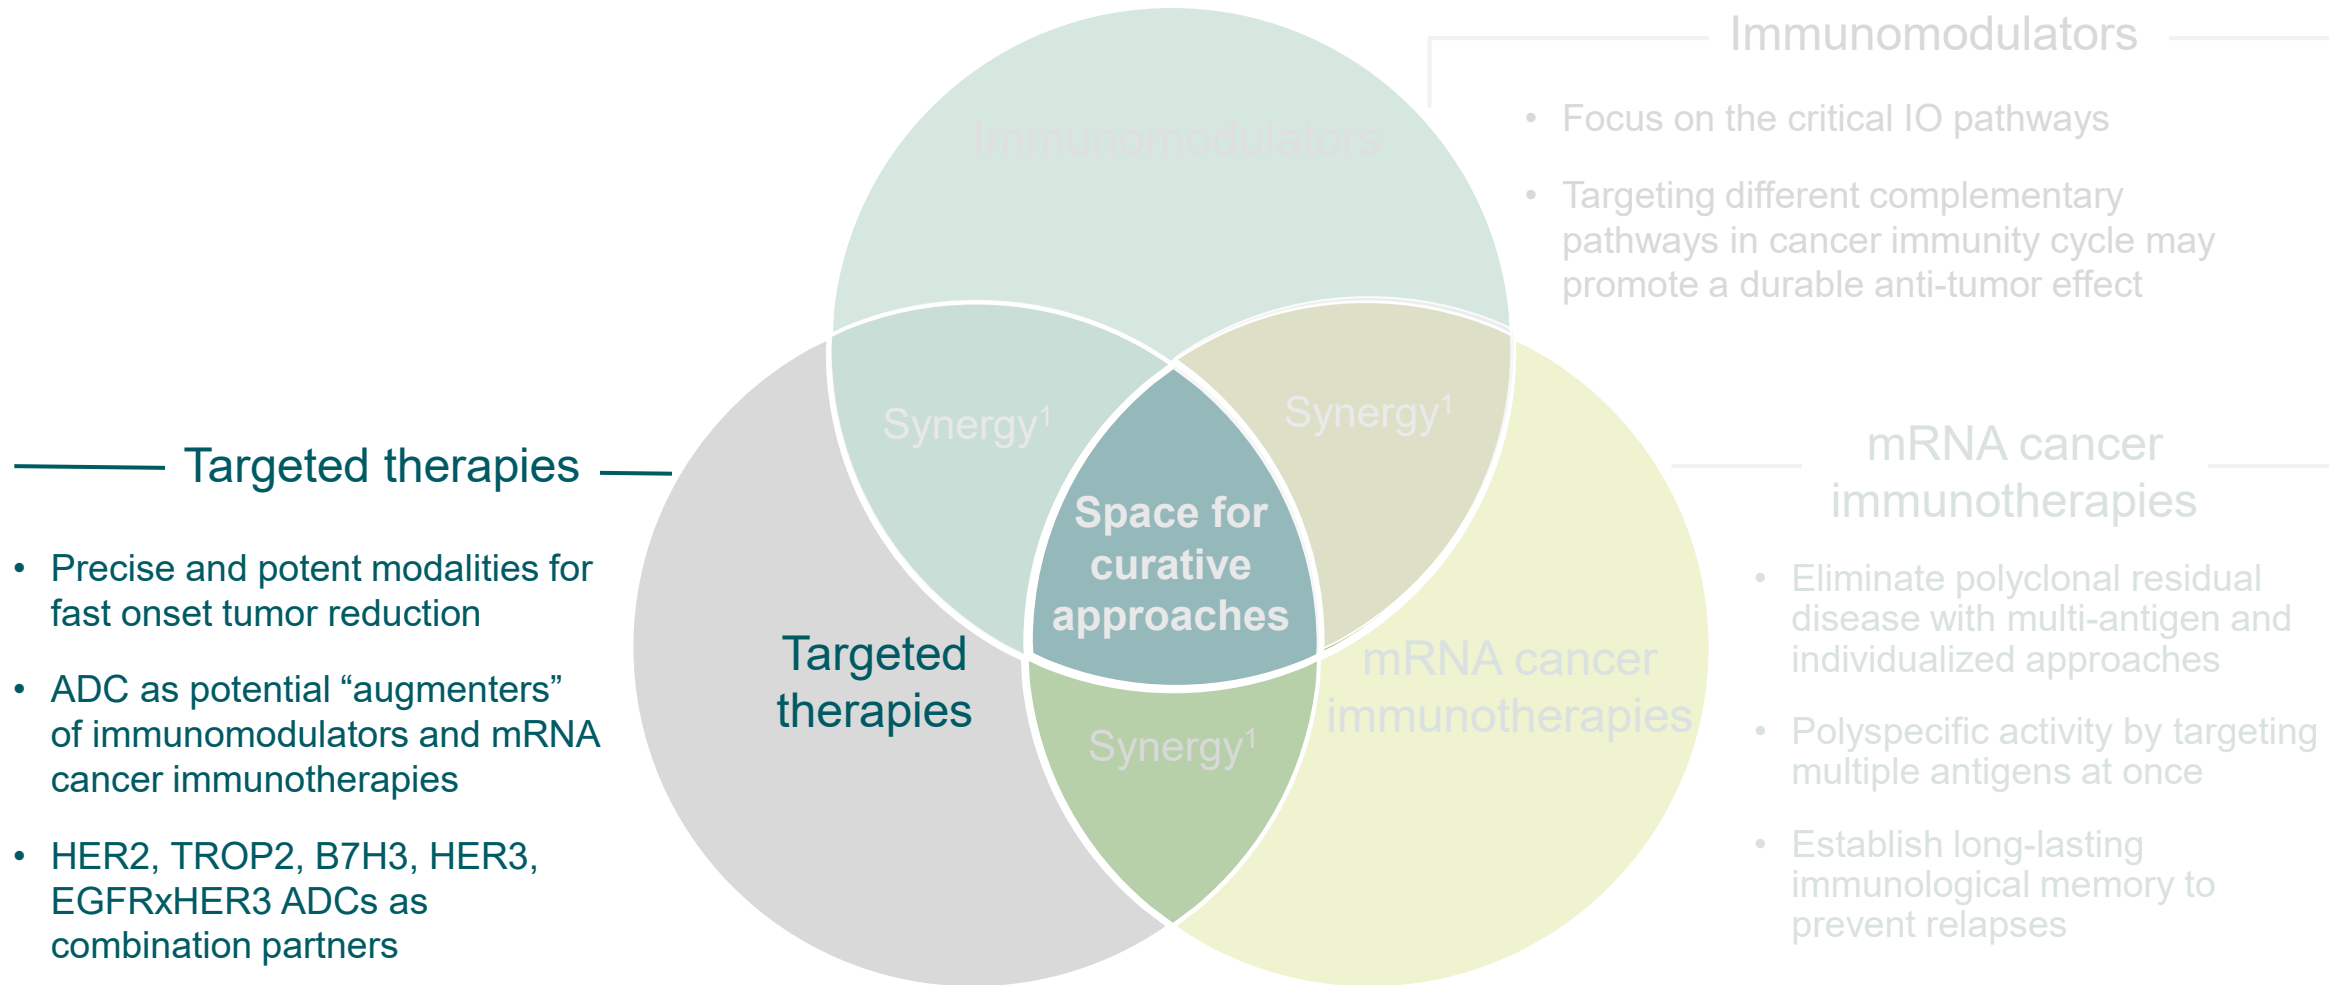 Immunomodulators
• Focus on the critical IO pathways
• Targeting different complementary
pathways in cancer immunity cycle may
promote a durable anti-tumor effect
Immunomodulators
Synergy¹
Synergy¹
Space for
curative
approaches
Targeted
therapies
mRNA cancer
immunotherapies
Synergy¹
Targeted therapies
• Precise and potent modalities for
fast onset tumor reduction
• ADC as potential “augmenters”
of immunomodulators and mRNA
cancer immunotherapies
• HER2, TROP2, B7H3, HER3,
EGFRxHER3 ADCs as
combination partners
mRNA cancer
immunotherapies
• Eliminate polyclonal residual
disease with multi-antigen and
individualized approaches
• Polyspecific activity by targeting
multiple antigens at once
• Establish long-lasting
immunological memory to
prevent relapses